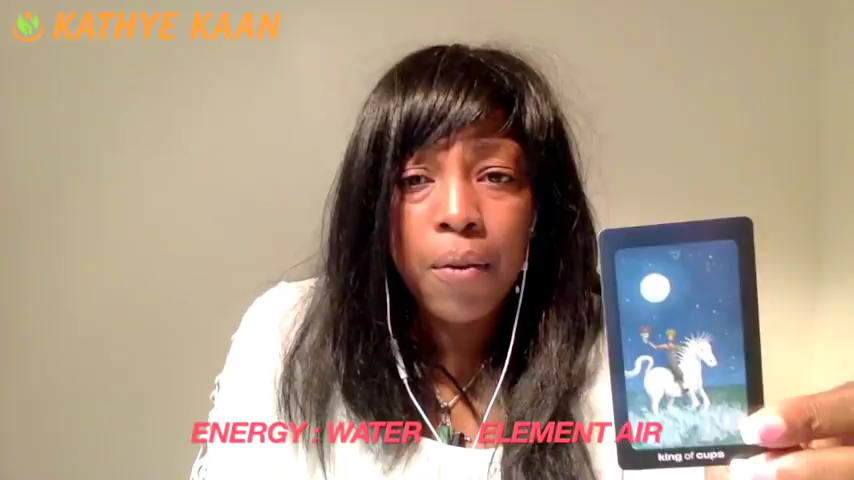 KATHYE KAAN
ENERGY : WATER ELEMENT AIR
king of cups